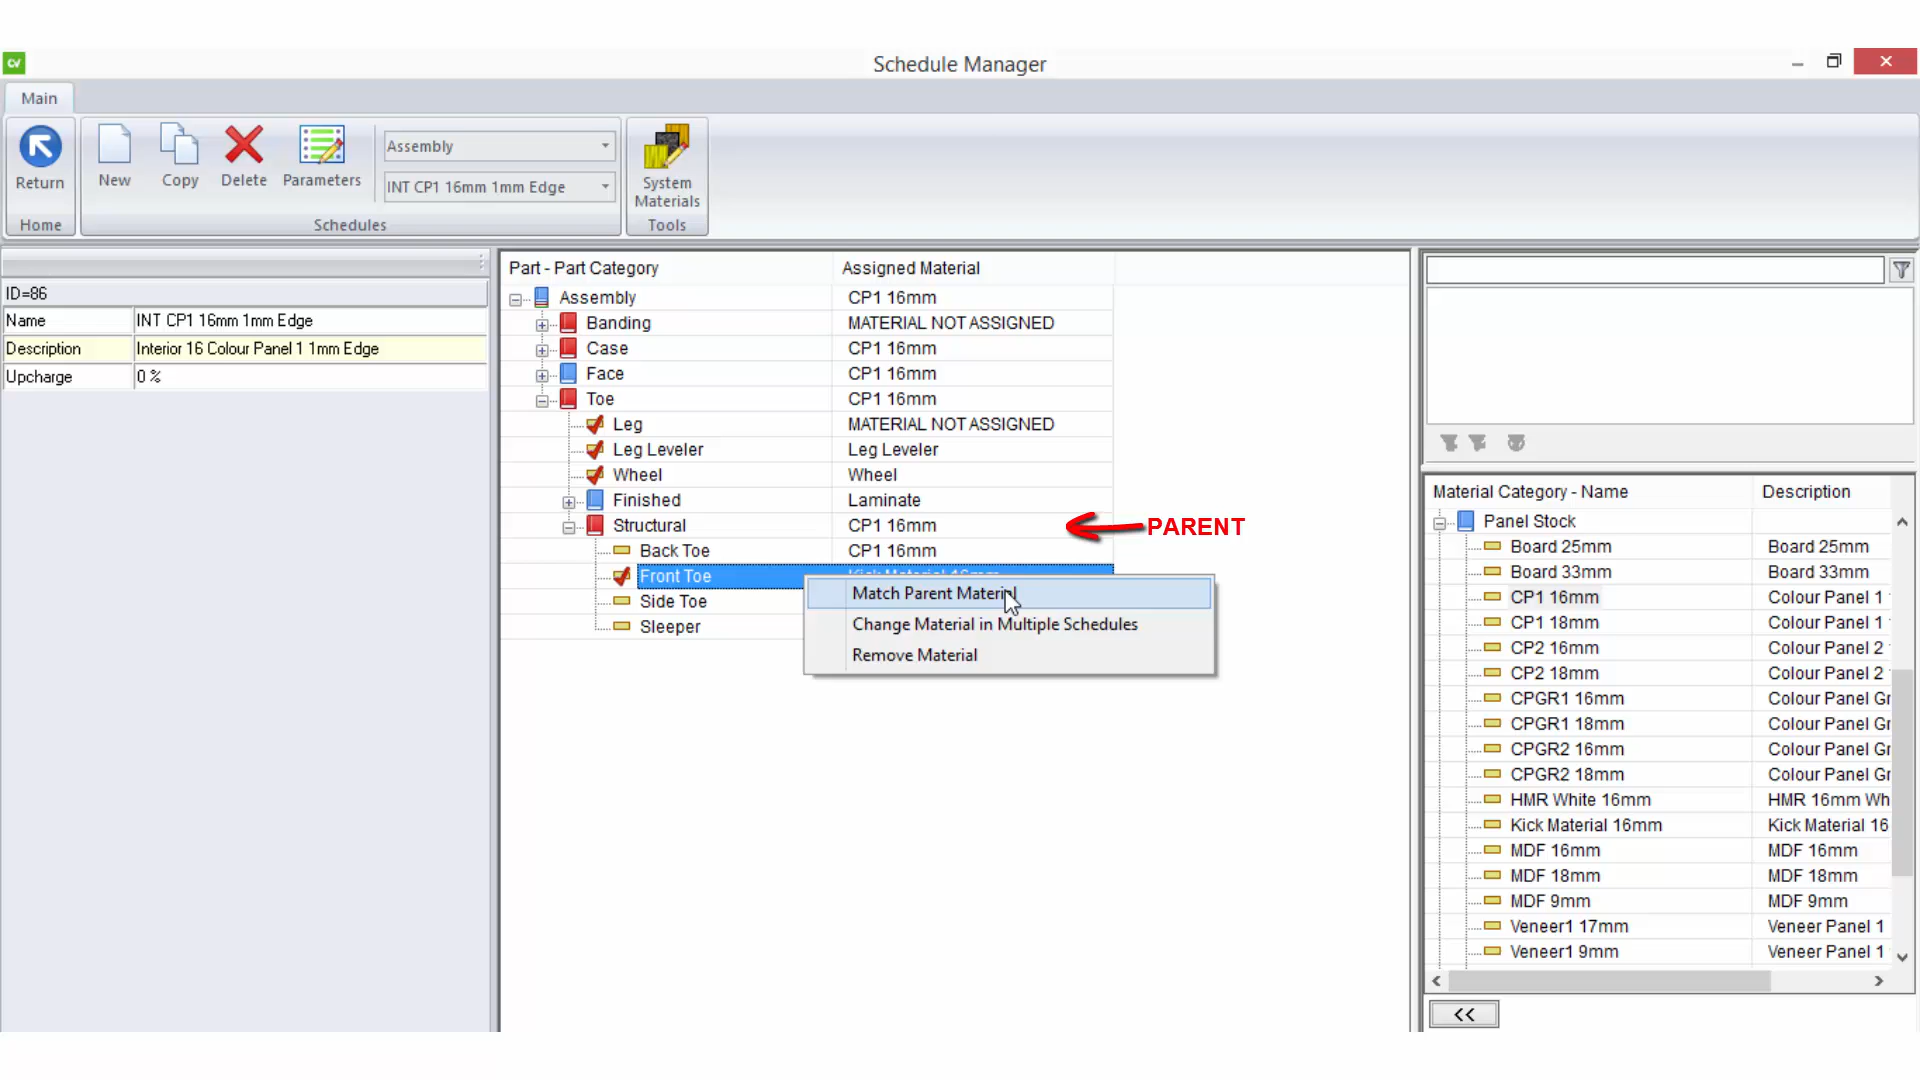 cv
Schedule Manager
Main
Return
New
Copy
Delete
Parameters
Assembly
INT CP1 16mm 1mm Edge
System
Materials
Home
Schedules
Tools
ID=86
Name INT CP1 16mm 1mm Edge
Description Interior 16 Colour Panel 1 1mm Edge
Upcharge 0 %
Part - Part Category Assigned Material
Assembly CP1 16mm
Banding MATERIAL NOT ASSIGNED
Case CP1 16mm
Face CP1 16mm
Toe CP1 16mm
Leg MATERIAL NOT ASSIGNED
Leg Leveler Leg Leveler
Wheel Wheel
Finished Laminate
Structural CP1 16mm
PARENT
Back Toe CP1 16mm
Front Toe Kick Material 16mm
Side Toe
Sleeper
Match Parent Material
Change Material in Multiple Schedules
Remove Material
Material Category - Name Description
Panel Stock
Board 25mm Board 25mm
Board 33mm Board 33mm
CP1 16mm Colour Panel 1
CP1 18mm Colour Panel 1
CP2 16mm Colour Panel 2
CP2 18mm Colour Panel 2
CPGR1 16mm Colour Panel Gr
CPGR1 18mm Colour Panel Gr
CPGR2 16mm Colour Panel Gr
CPGR2 18mm Colour Panel Gr
HMR White 16mm HMR 16mm Wh
Kick Material 16mm Kick Material 16
MDF 16mm MDF 16mm
MDF 18mm MDF 18mm
MDF 9mm MDF 9mm
Veneer1 17mm Veneer Panel 1
Veneer1 9mm Veneer Panel 1
<<